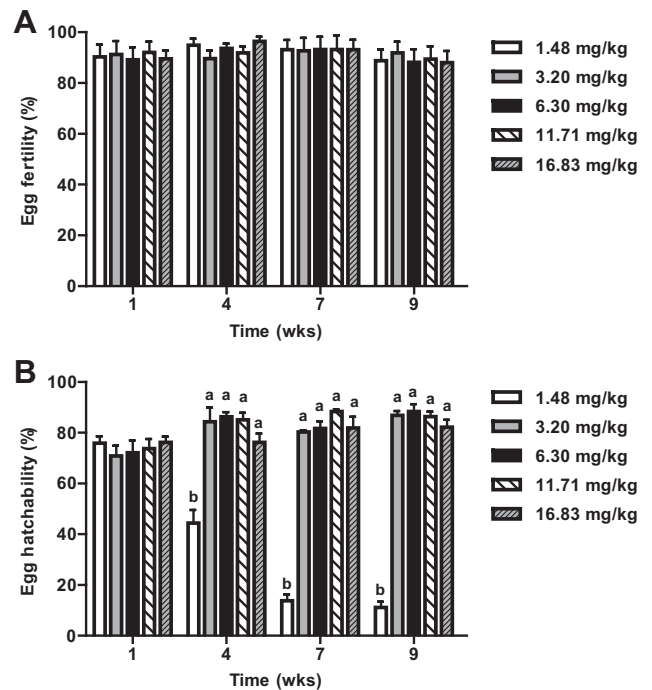 A
100
80
60
40
20
0
Egg fertility (%)
1 4 7 9
Time (wks)
1.48 mg/kg
3.20 mg/kg
6.30 mg/kg
11.71 mg/kg
16.83 mg/kg
B
100
80
60
40
20
0
Egg hatchability (%)
b a a a a
b a a a a
b a a a a
1 4 7 9
Time (wks)
1.48 mg/kg
3.20 mg/kg
6.30 mg/kg
11.71 mg/kg
16.83 mg/kg